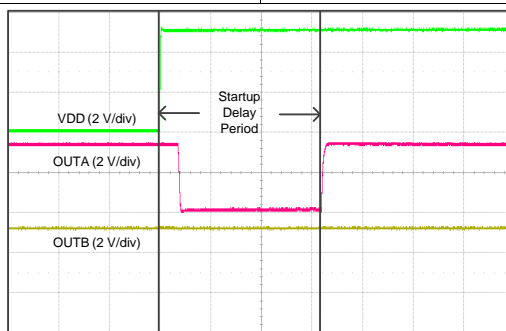 Startup
Delay
Period
VDD (2 V/div)
OUTA (2 V/div)
OUTB (2 V/div)